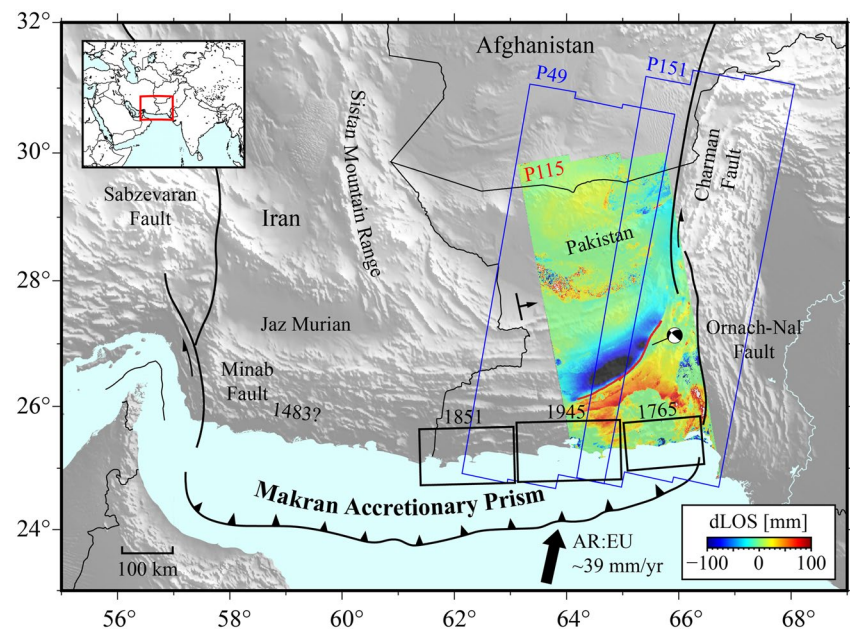 32°
30°
28°
26°
24°
56°
58°
60°
62°
64°
66°
68°
Afghanistan
P49
P151
P115
Sistan Mountain
Range
Charman
Fault
Sabzevaran
Fault
Iran
Pakistan
Jaz Murian
Ornach-Nal
Fault
Minab
Fault
1483?
1851
1945
1765
Makran Accretionary Prism
100 km
AR:EU
~39 mm/yr
dLOS [mm]
−100
0
100